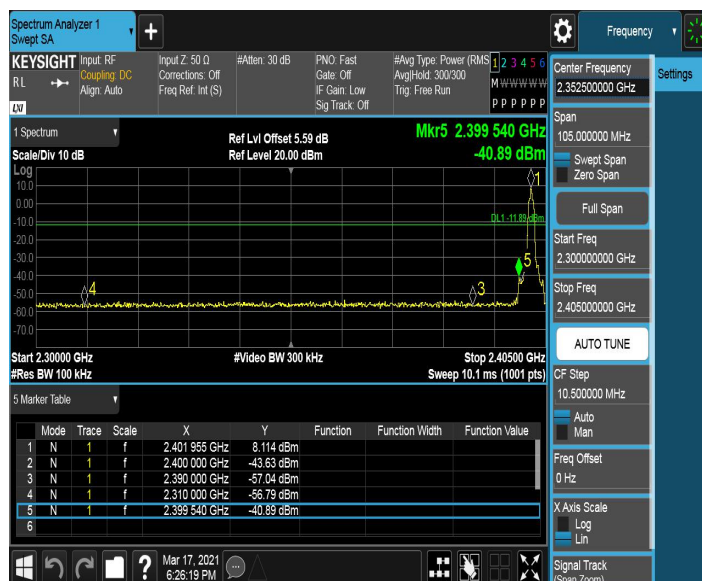 Spectrum Analyzer 1
Swept SA
Frequency
KEYSIGHT
RL
LXI
Input: RF
Coupling: DC
Align: Auto
Input Z: 50 Ω
Corrections: Off
Freq Ref: Int (S)
#Atten: 30 dB
PNO: Fast
Gate: Off
IF Gain: Low
Sig Track: Off
#Avg Type: Power (RMS
Avg|Hold: 300/300
Trig: Free Run
1 2 3 4 5 6
M W W W W W
P P P P P P
1 Spectrum
Scale/Div 10 dB
Ref Lvl Offset 5.59 dB
Ref Level 20.00 dBm
Mkr5 2.399 540 GHz
-40.89 dBm
Log
10.0
0.00
-10.0
-20.0
-30.0
-40.0
-50.0
-60.0
-70.0
1
DL1 -11.89 dBm
5
4
3
Start 2.30000 GHz
#Video BW 300 kHz
Stop 2.40500 GHz
#Res BW 100 kHz
Sweep 10.1 ms (1001 pts)
5 Marker Table
Mode Trace Scale X Y Function Function Width Function Value
1 N 1 f 2.401 955 GHz 8.114 dBm
2 N 1 f 2.400 000 GHz -43.63 dBm
3 N 1 f 2.390 000 GHz -57.04 dBm
4 N 1 f 2.310 000 GHz -56.79 dBm
5 N 1 f 2.399 540 GHz -40.89 dBm
6
?
Mar 17, 2021
6:26:19 PM
Center Frequency
2.352500000 GHz
Settings
Span
105.000000 MHz
Swept Span
Zero Span
Full Span
Start Freq
2.300000000 GHz
Stop Freq
2.405000000 GHz
AUTO TUNE
CF Step
10.500000 MHz
Auto
Man
Freq Offset
0 Hz
X Axis Scale
Log
Lin
Signal Track
(Span Zoom)